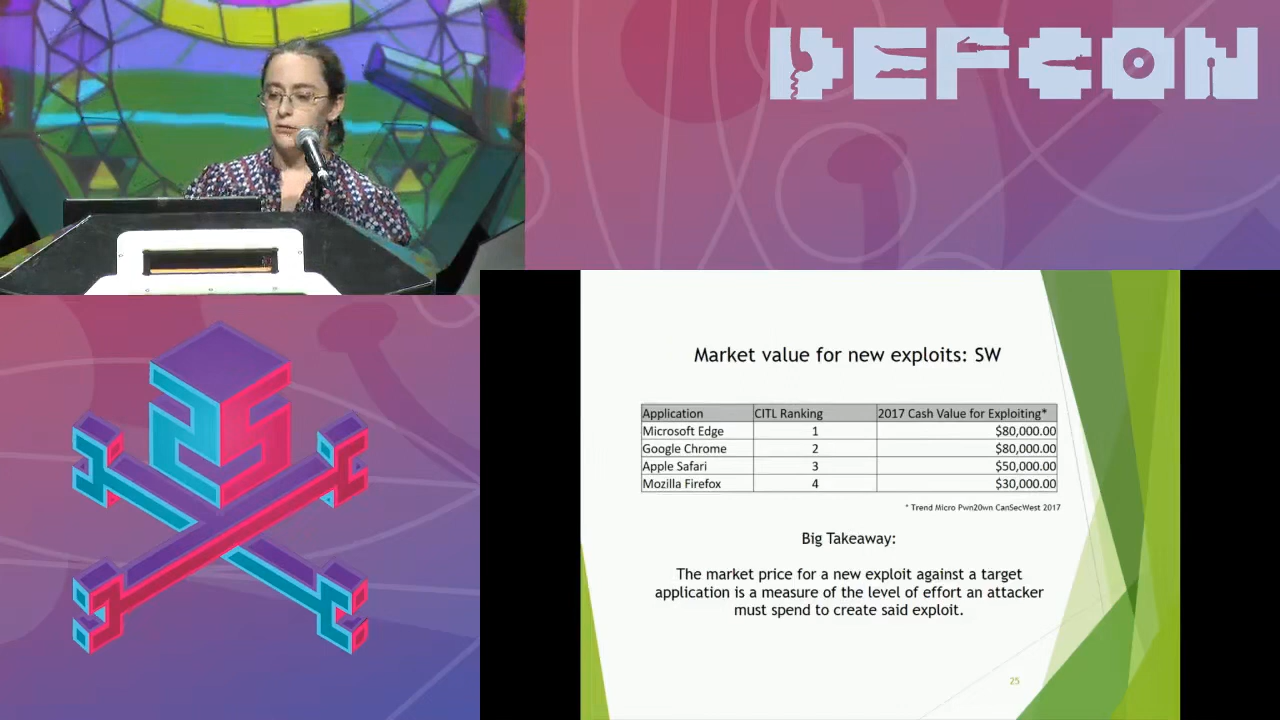 DEFCON
Market value for new exploits: SW
Application CITL Ranking 2017 Cash Value for Exploiting*
Microsoft Edge 1 $80,000.00
Google Chrome 2 $80,000.00
Apple Safari 3 $50,000.00
Mozilla Firefox 4 $30,000.00
* Trend Micro Pwn2Own CanSecWest 2017
Big Takeaway:
The market price for a new exploit against a target
application is a measure of the level of effort an attacker
must spend to create said exploit.
25